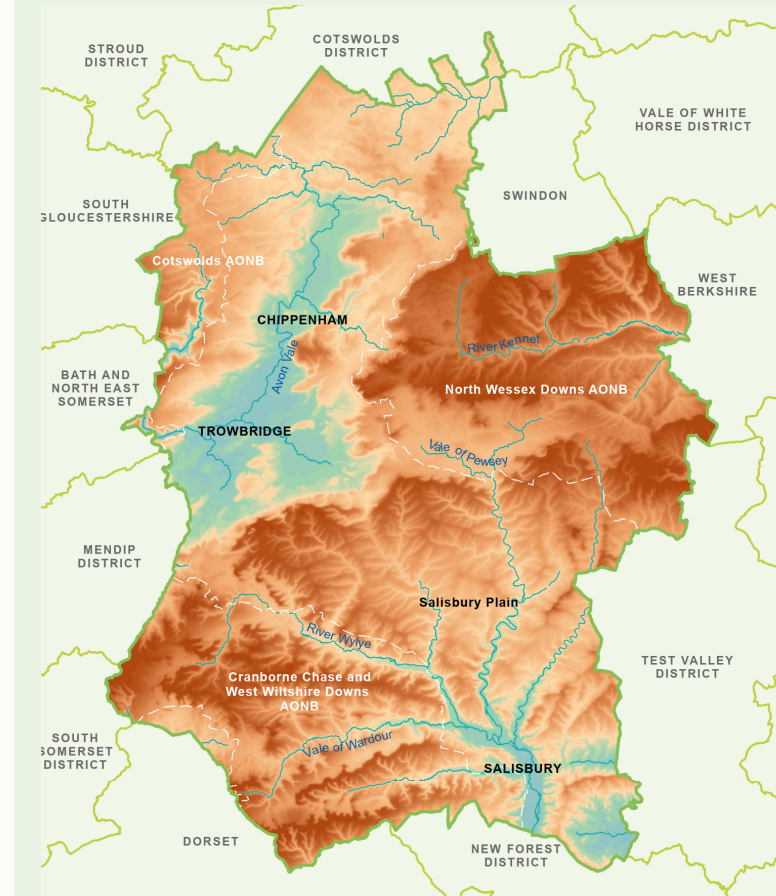 STROUD
DISTRICT
COTSWOLDS
DISTRICT
VALE OF WHITE
HORSE DISTRICT
SWINDON
SOUTH
GLOUCESTERSHIRE
Cotswolds AONB
WEST
BERKSHIRE
CHIPPENHAM
River Kennet
Avon Vale
BATH AND
NORTH EAST
SOMERSET
North Wessex Downs AONB
TROWBRIDGE
Vale of Pewsey
MENDIP
DISTRICT
Salisbury Plain
River Wylye
TEST VALLEY
DISTRICT
Cranborne Chase and
West Wiltshire Downs
AONB
SOUTH
SOMERSET
DISTRICT
Vale of Wardour
SALISBURY
DORSET
NEW FOREST
DISTRICT